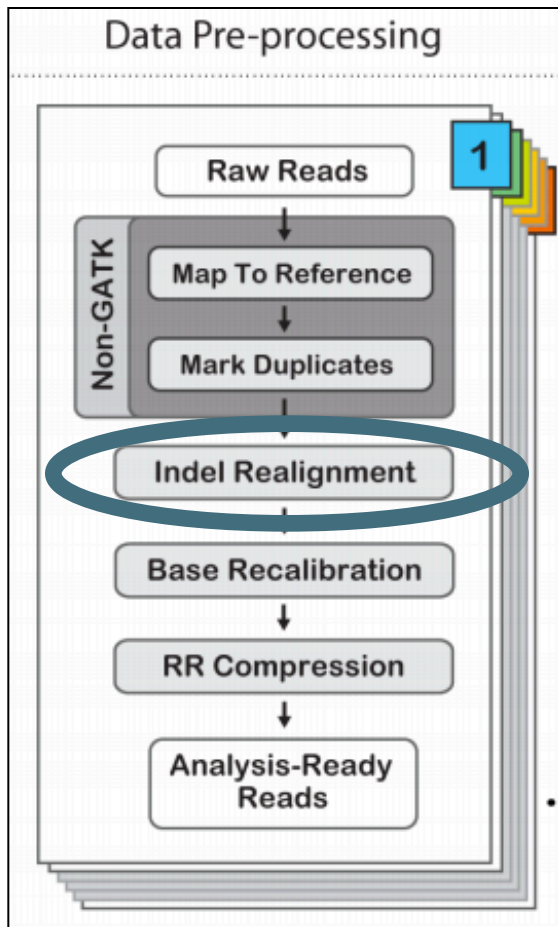 Data Pre-processing
1
Raw Reads
Non-GATK
Map To Reference
Mark Duplicates
Indel Realignment
Base Recalibration
RR Compression
Analysis-Ready
Reads